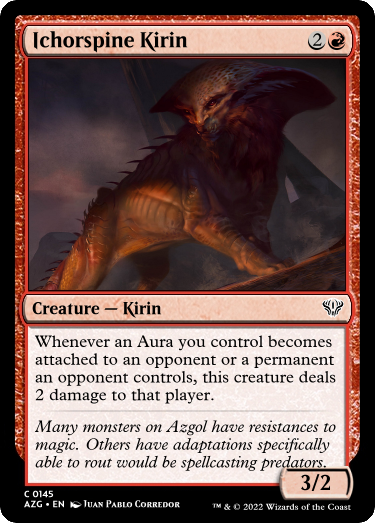 Ichorspine Kirin 2
Creature — Kirin
Whenever an Aura you control becomes
attached to an opponent or a permanent
an opponent controls, this creature deals
2 damage to that player.
Many monsters on Azgol have resistances to
magic. Others have adaptations specifically
able to rout would be spellcasting predators.
3/2
C 0145
AZG • EN Juan Pablo Corredor ™ & © 2022 Wizards of the Coast